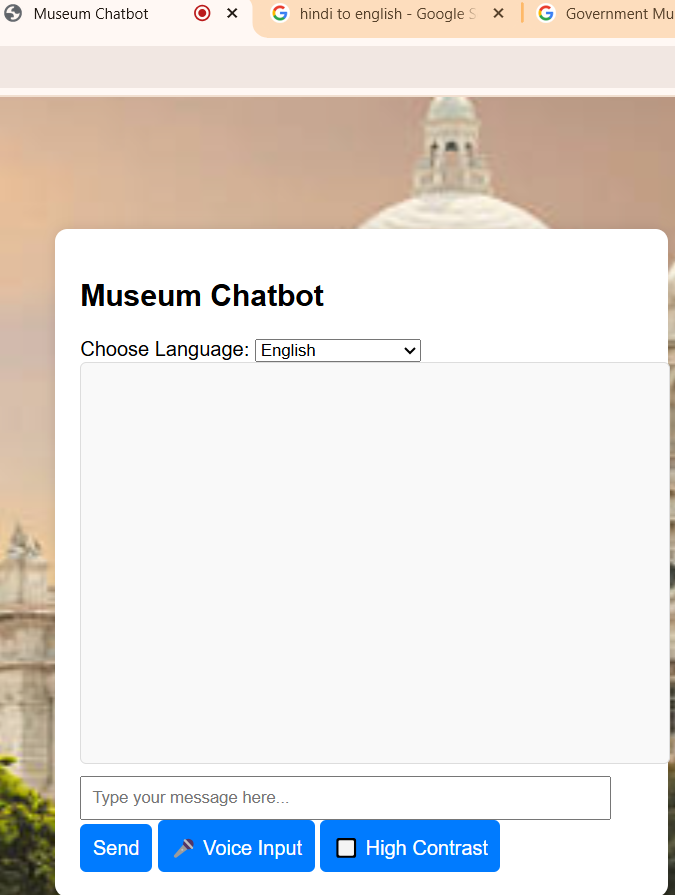 Museum Chatbot
hindi to english - Google S
Government Mu
Museum Chatbot
Choose Language: English
Type your message here...
Send
🎤 Voice Input
🔲 High Contrast